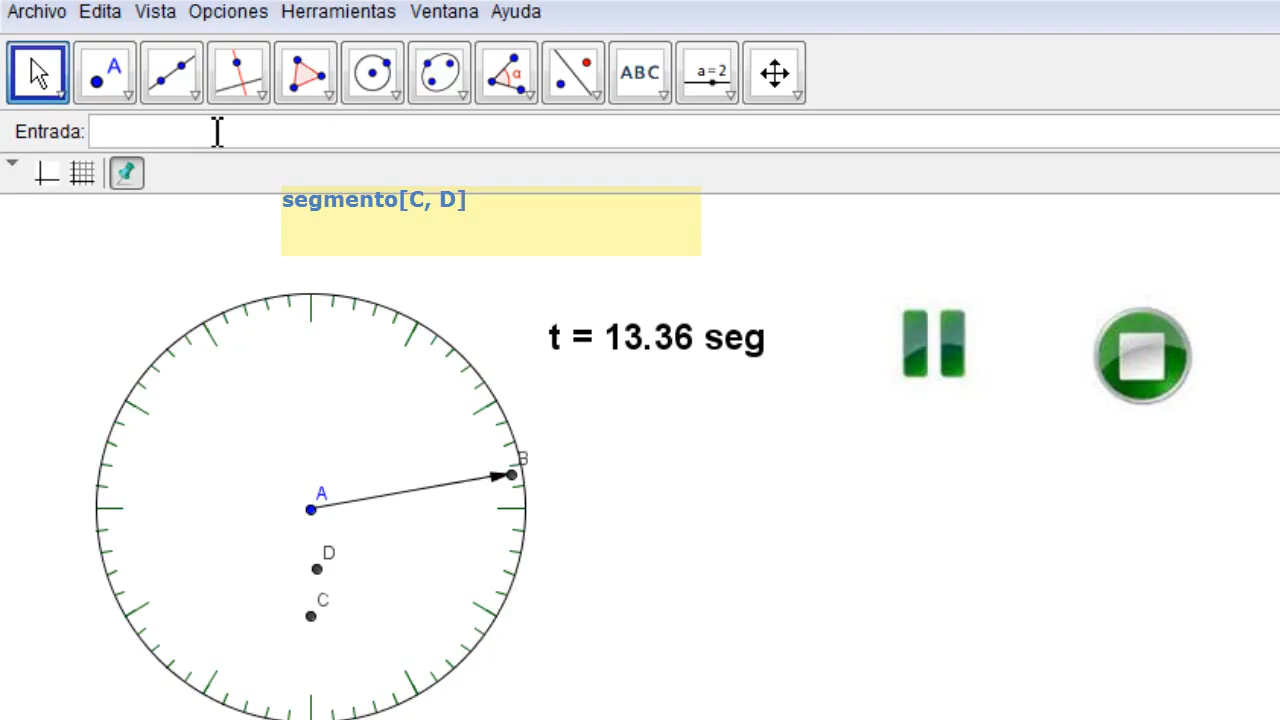 Archivo Edita Vista Opciones Herramientas Ventana Ayuda
A α ABC a=2
Entrada:
segmento[C, D]
t = 13.36 seg
B
A
D
C